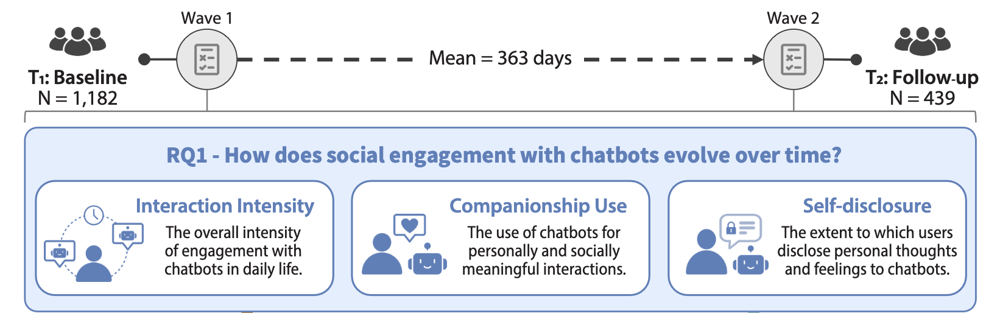 Wave 1
Wave 2
Mean = 363 days
T₁: Baseline
N = 1,182
T₂: Follow-up
N = 439
RQ1 - How does social engagement with chatbots evolve over time?
Interaction Intensity
The overall intensity
of engagement with
chatbots in daily life.
Companionship Use
The use of chatbots for
personally and socially
meaningful interactions.
Self-disclosure
The extent to which users
disclose personal thoughts
and feelings to chatbots.